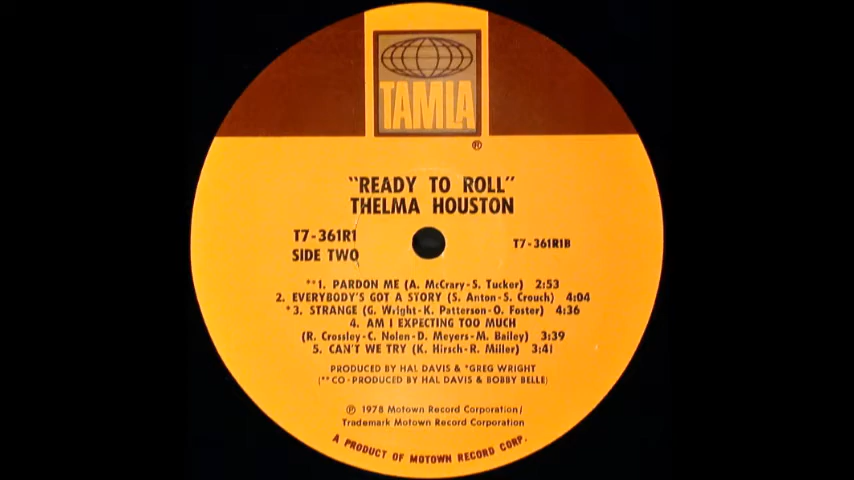 TAMLA
®
"READY TO ROLL"
THELMA HOUSTON
T7-361R1
T7-361R1B
SIDE TWO
**1. PARDON ME (A. McCrary-S. Tucker) 2:53
2. EVERYBODY'S GOT A STORY (S. Anton-S. Crouch) 4:04
*3. STRANGE (G. Wright-K. Patterson-O. Foster) 4:36
4. AM I EXPECTING TOO MUCH
(R. Crossley-C. Nolen-D. Meyers-M. Bailey) 3:39
5. CAN'T WE TRY (K. Hirsch-R. Miller) 3:41
PRODUCED BY HAL DAVIS & *GREG WRIGHT
(**CO-PRODUCED BY HAL DAVIS & BOBBY BELLE)
℗ 1978 Motown Record Corporation/
Trademark Motown Record Corporation
A PRODUCT OF MOTOWN RECORD CORP.